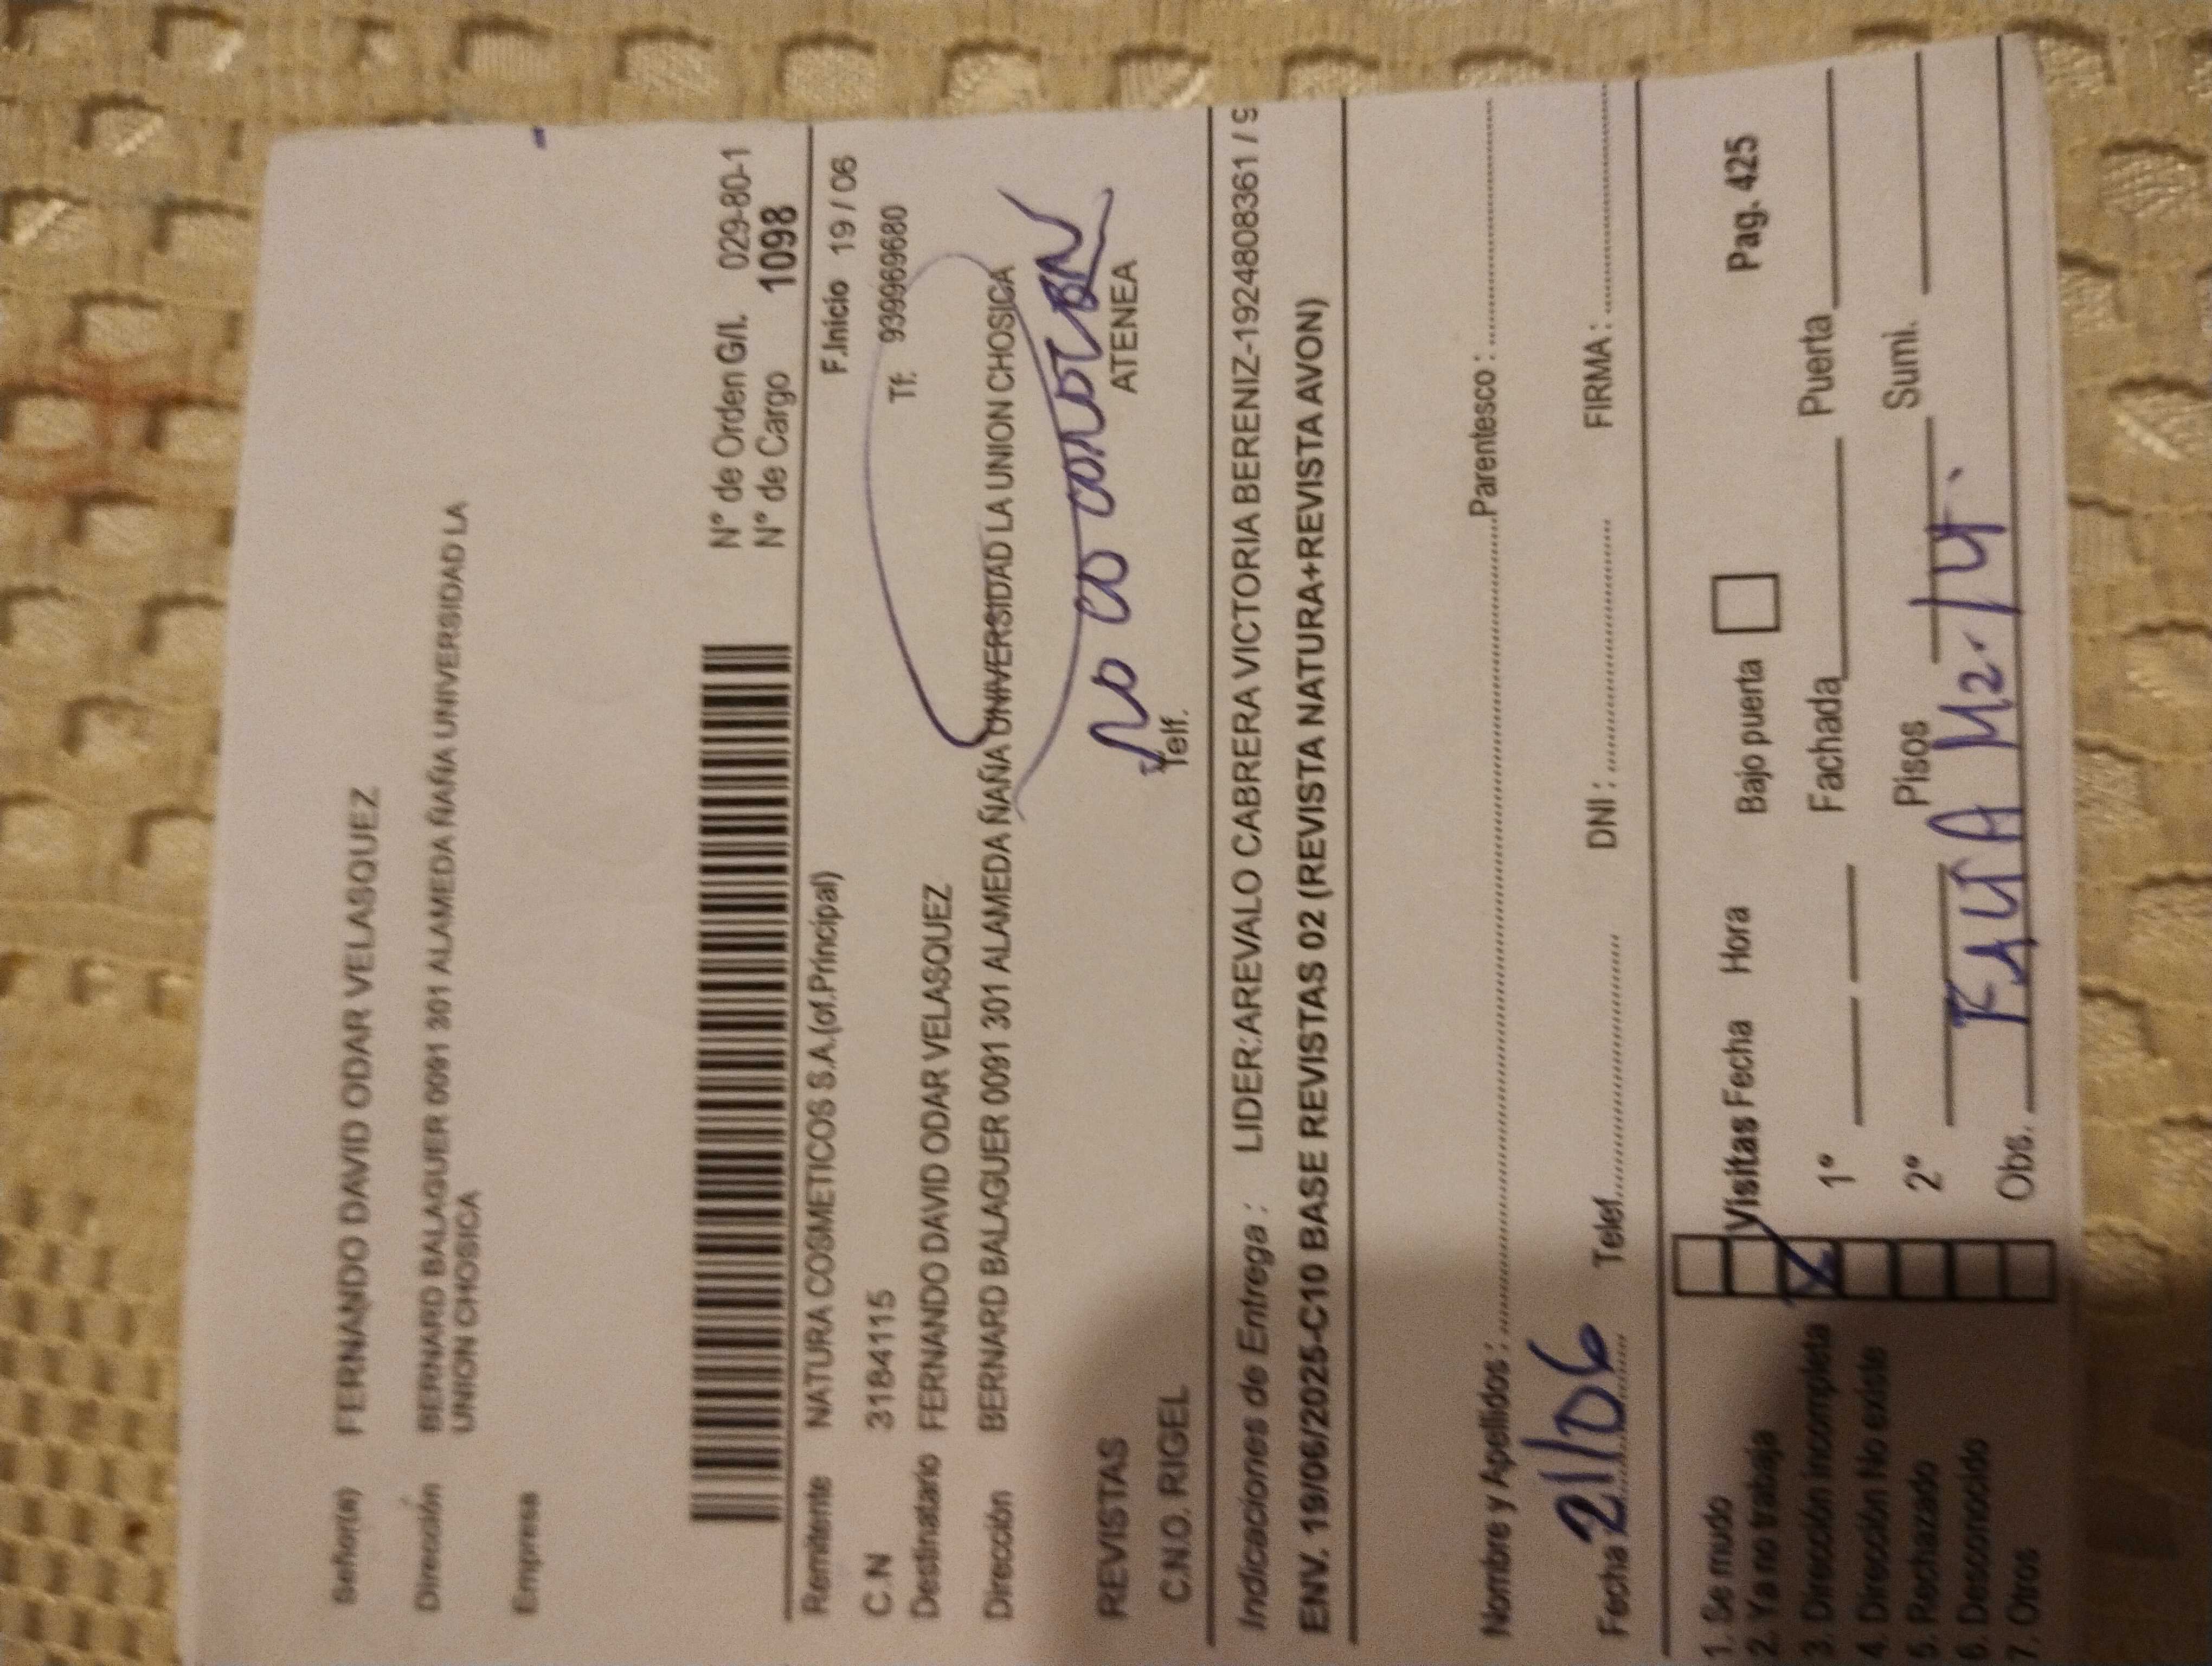 Señor(a) FERNANDO DAVID ODAR VELASQUEZ
Dirección BERNARD BALAGUER 0091 301 ALAMEDA ÑAÑA UNIVERSIDAD LA
UNION CHOSICA
Empresa
N° de Orden G/I. 029-80-1
N° de Cargo 1098
Remitente NATURA COSMETICOS S.A.(of.Principal) F.Inicio 19 / 06
C.N 3184115 Tf: 939969680
Destinatario FERNANDO DAVID ODAR VELASQUEZ
Dirección BERNARD BALAGUER 0091 301 ALAMEDA ÑAÑA UNIVERSIDAD LA UNION CHOSICA
NO LO CONOCEN
REVISTAS ATENEA
C.N.O. RIGEL Telf.
Indicaciones de Entrega : LIDER:AREVALO CABRERA VICTORIA BERENIZ-1924808361 / 9
ENV. 19/06/2025-C10 BASE REVISTAS 02 (REVISTA NATURA+REVISTA AVON)
Nombre y Apellidos : Parentesco :
Fecha 21/06 Telef. DNI : FIRMA :
1. Se mudo Visitas Fecha Hora Bajo puerta Pag. 425
2. Ya no trabaja
3. Dirección incompleta X 1° Fachada Puerta
4. Dirección No existe
5. Rechazado 2° Pisos Sumi.
6. Desconocido
7. Otros Obs. FALTA MZ. / LT.